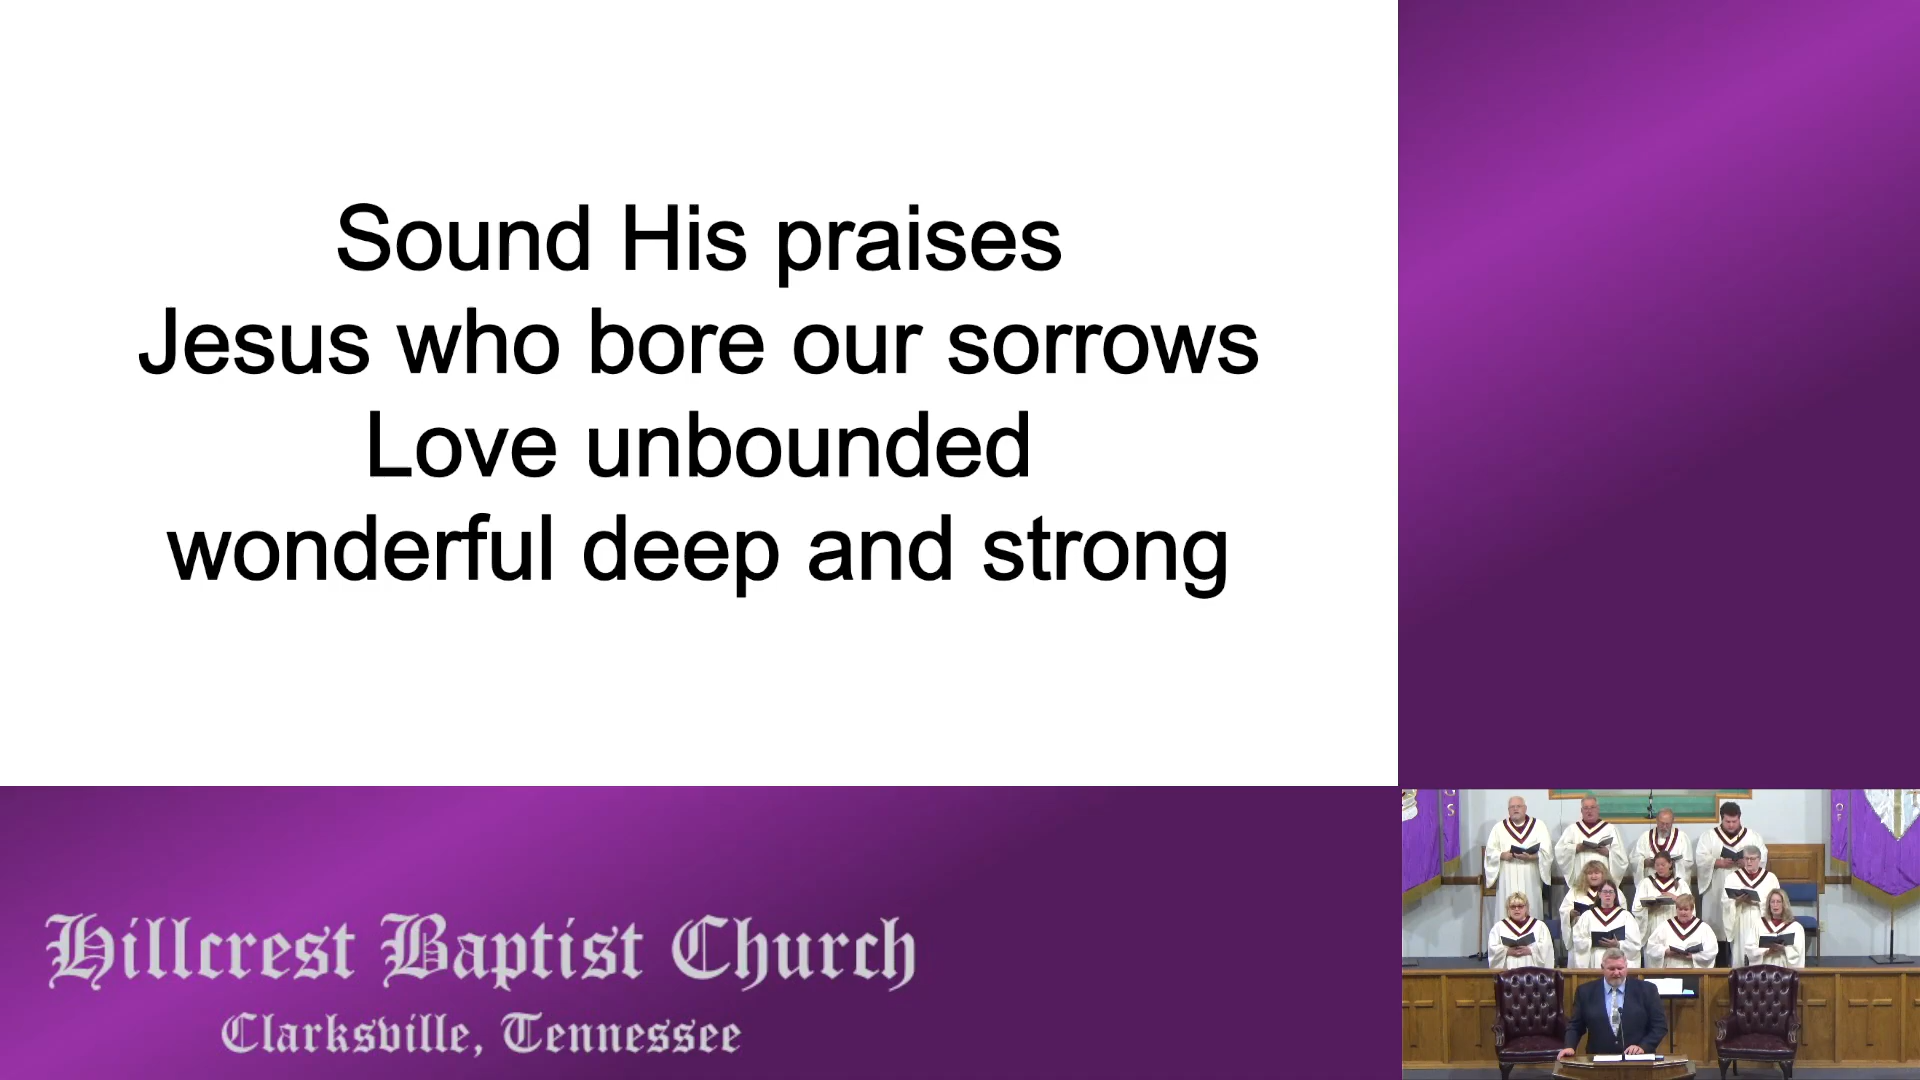 Sound His praises
Jesus who bore our sorrows
Love unbounded
wonderful deep and strong
Hillcrest Baptist Church
Clarksville, Tennessee